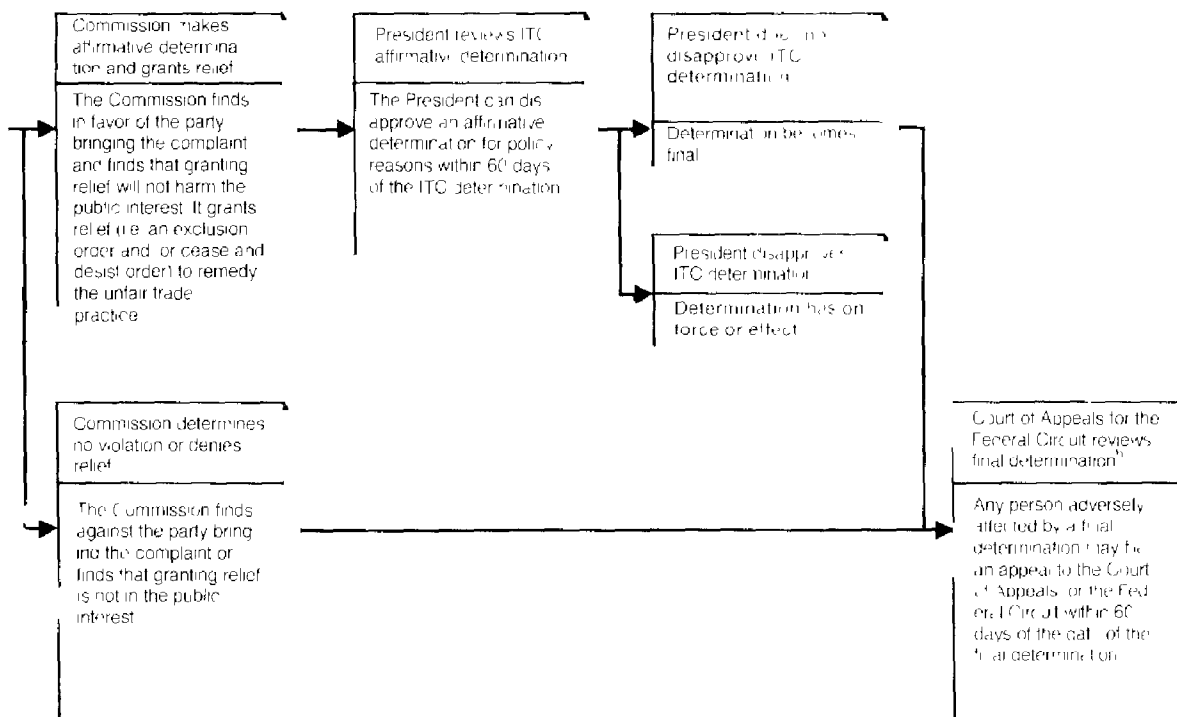 Commission makes
affirmative determina
tion and grants relief
The Commission finds
in favor of the party
bringing the complaint
and finds that granting
relief will not harm the
public interest. It grants
relief (i.e. an exclusion
order and or cease and
desist order) to remedy
the unfair trade
practice
President reviews ITC
affirmative determination
The President can dis
approve an affirmative
determination for policy
reasons within 60 days
of the ITC determination
President
disapprove ITC
determination
Determination becomes
final
President disapproves
ITC determination
Determination has on
force or effect
Commission determines
no violation or denies
relief
The Commission finds
against the party bring
ing the complaint or
finds that granting relief
is not in the public
interest
Court of Appeals for the
Federal Circuit reviews
final determination
Any person adversely
affected by a final
determination may file
an appeal to the Court
of Appeals for the Fed
eral Circuit within 60
days of the date of the
final determination